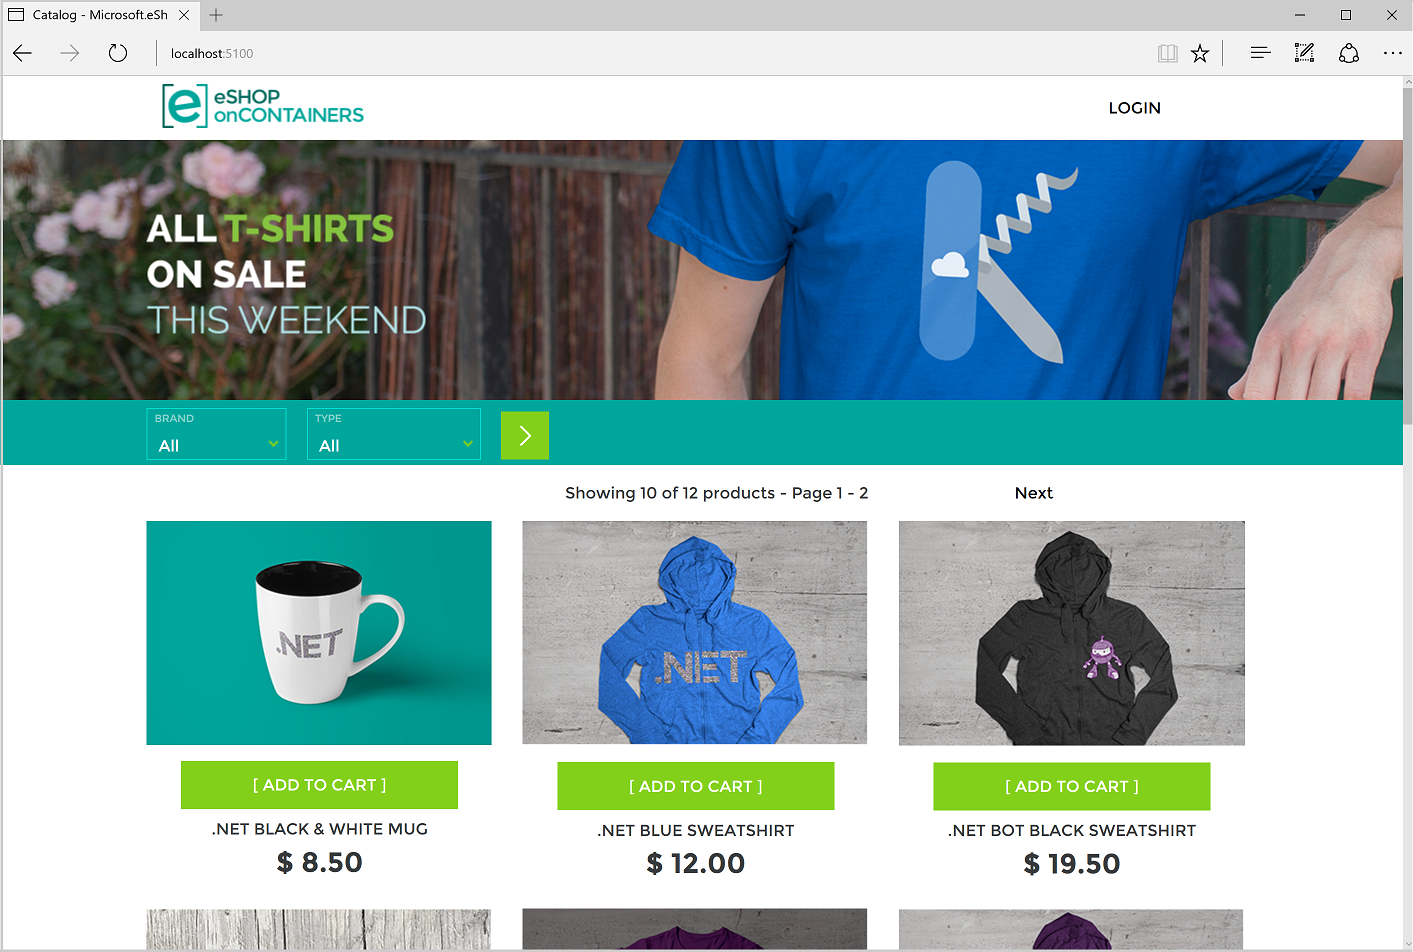 Catalog - Microsoft.eSh
localhost:5100
[e] eSHOP
onCONTAINERS
LOGIN
ALL T-SHIRTS
ON SALE
THIS WEEKEND
BRAND
All
TYPE
All
Showing 10 of 12 products - Page 1 - 2
Next
.NET
.NET
[ ADD TO CART ]
[ ADD TO CART ]
[ ADD TO CART ]
.NET BLACK & WHITE MUG
.NET BLUE SWEATSHIRT
.NET BOT BLACK SWEATSHIRT
$ 8.50
$ 12.00
$ 19.50